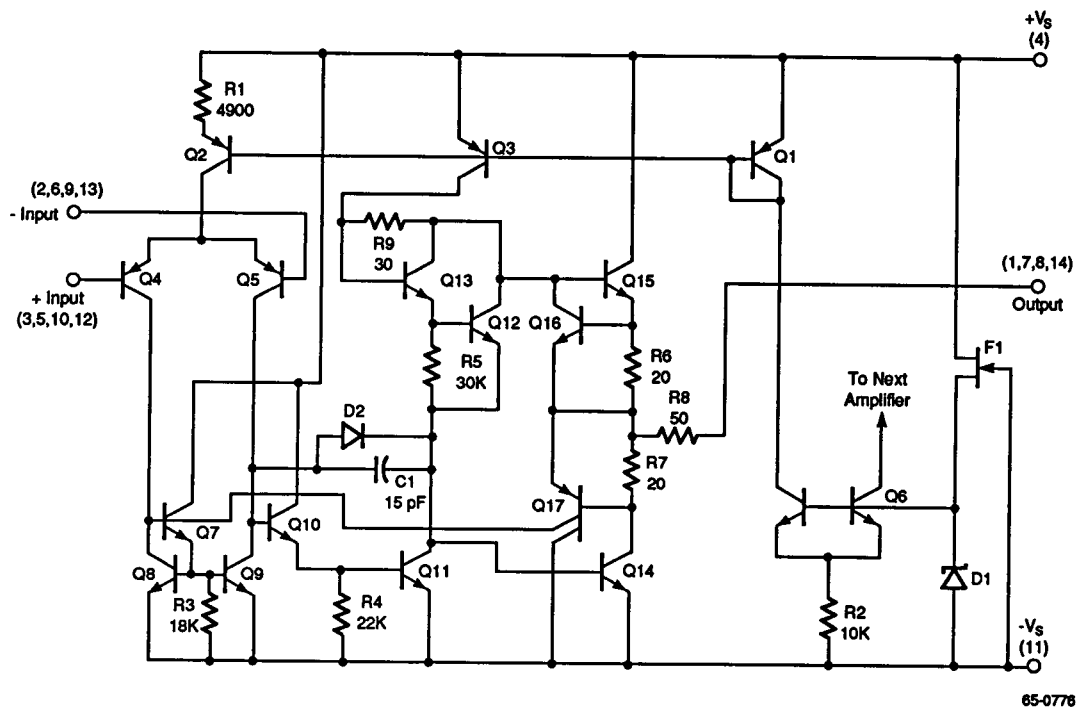 +VS
(4)
R1
4900
Q2
Q3
Q1
(2,6,9,13)
- Input
R9
30
Q4
Q5
Q13
Q15
(1,7,8,14)
Output
+ Input
(3,5,10,12)
Q12
Q16
R5
30K
R6
20
F1
To Next
Amplifier
R8
50
D2
C1
15 pF
R7
20
Q17
Q6
Q7
Q10
Q8
Q9
Q11
Q14
D1
R3
18K
R4
22K
R2
10K
-VS
(11)
65-0776